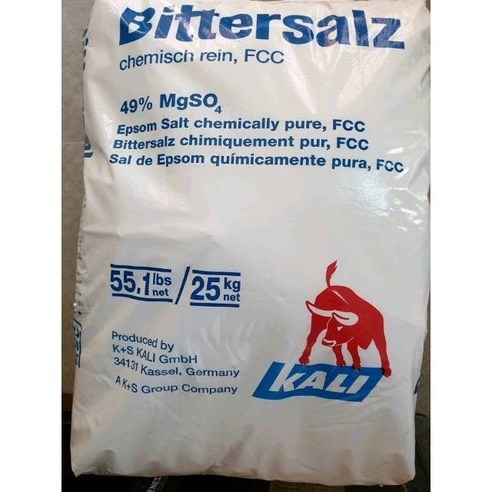 Bittersalz
chemisch rein, FCC
49% MgSO4
Epsom Salt chemically pure, FCC
Bittersalz chimiquement pur, FCC
Sal de Epsom químicamente pura, FCC
55,1 lbs net / 25 kg net
Produced by
K+S KALI GmbH
34131 Kassel, Germany
A K+S Group Company
KALI